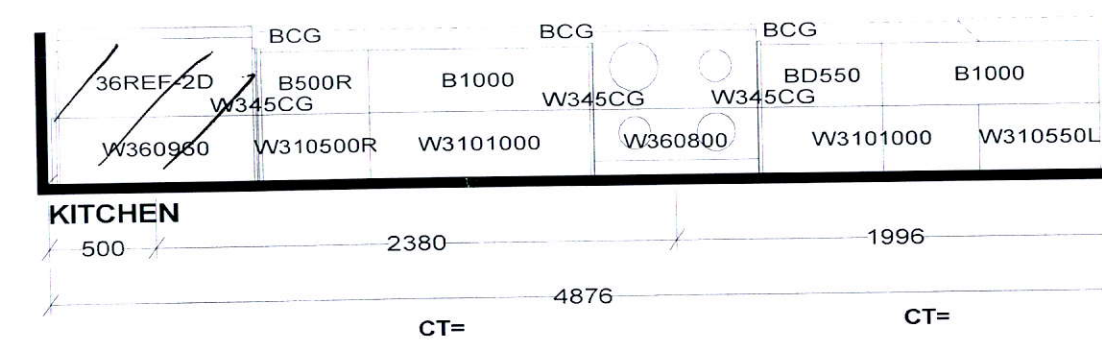 BCG BCG BCG
36REF-2D B500R B1000 BD550 B1000
W345CG W345CG W345CG
W360960 W310500R W3101000 W360800 W3101000 W310550L
KITCHEN
500 2380 1996
4876
CT= CT=